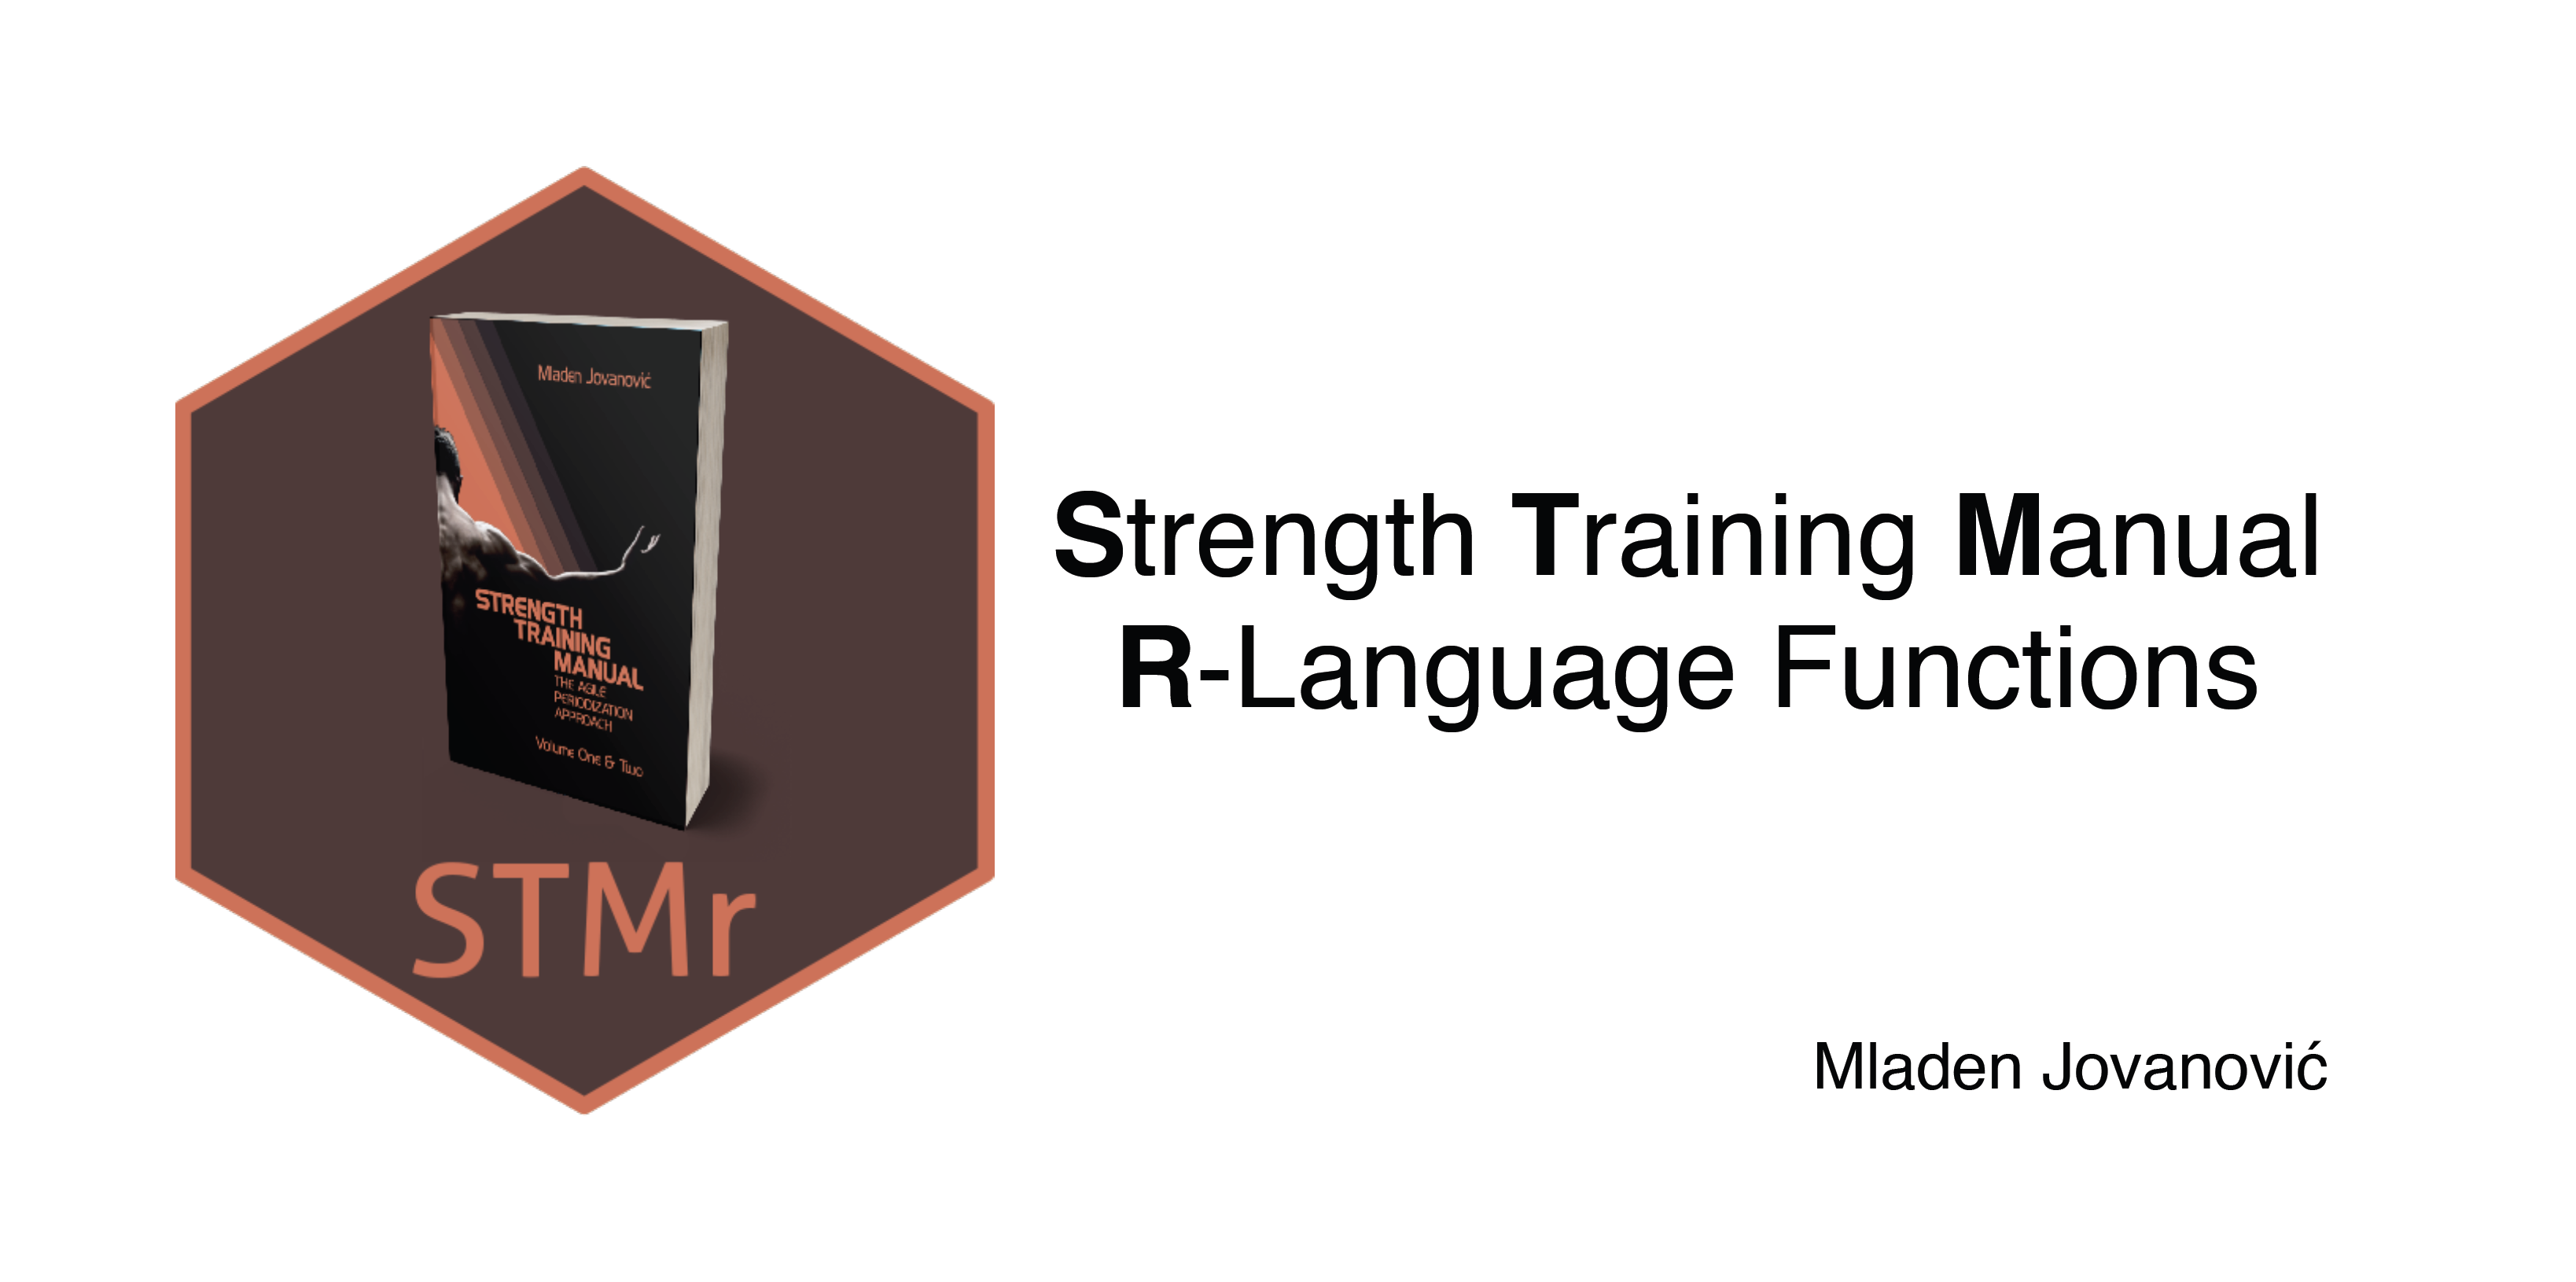 Mladen Jovanović
STRENGTH
TRAINING
MANUAL
THE AGILE
PERIODIZATION
APPROACH
Volume One & Two
STMr
Strength Training Manual
R-Language Functions
Mladen Jovanović